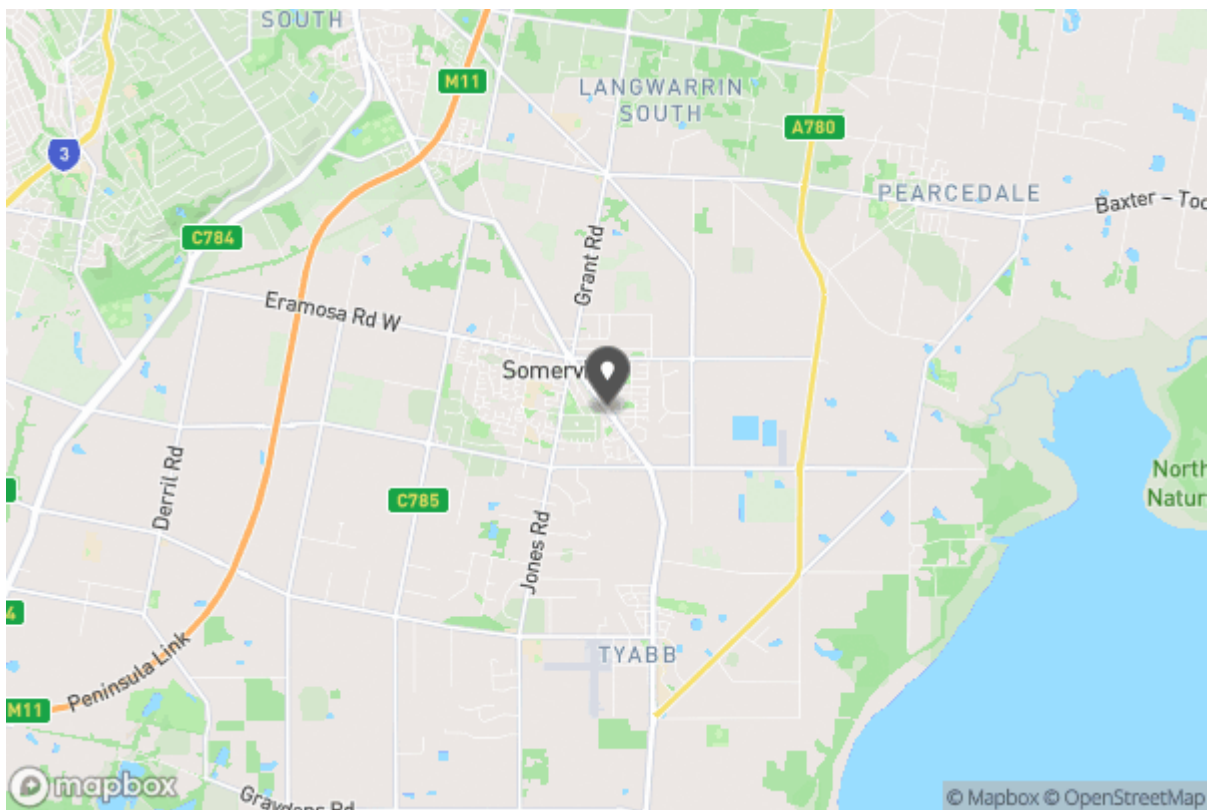 SOUTH
M11
LANGWARRIN
SOUTH
A780
3
PEARCEDALE
Baxter – Too
C784
Grant Rd
Eramosa Rd W
Somerv
Derril Rd
C785
North
Natur
Jones Rd
4
TYABB
Peninsula Link
M11
mapbox
Graydens Rd
© Mapbox © OpenStreetMap